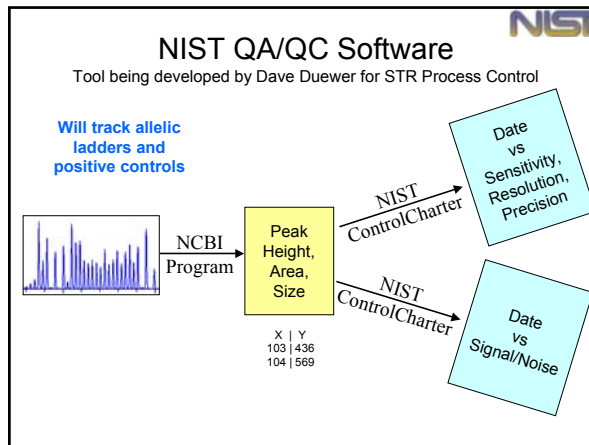 NIST
NIST QA/QC Software
Tool being developed by Dave Duewer for STR Process Control
Will track allelic
ladders and
positive controls
NCBI
Program
Peak
Height,
Area,
Size
X | Y
103 | 436
104 | 569
NIST
ControlCharter
Date
vs
Sensitivity,
Resolution,
Precision
NIST
ControlCharter
Date
vs
Signal/Noise